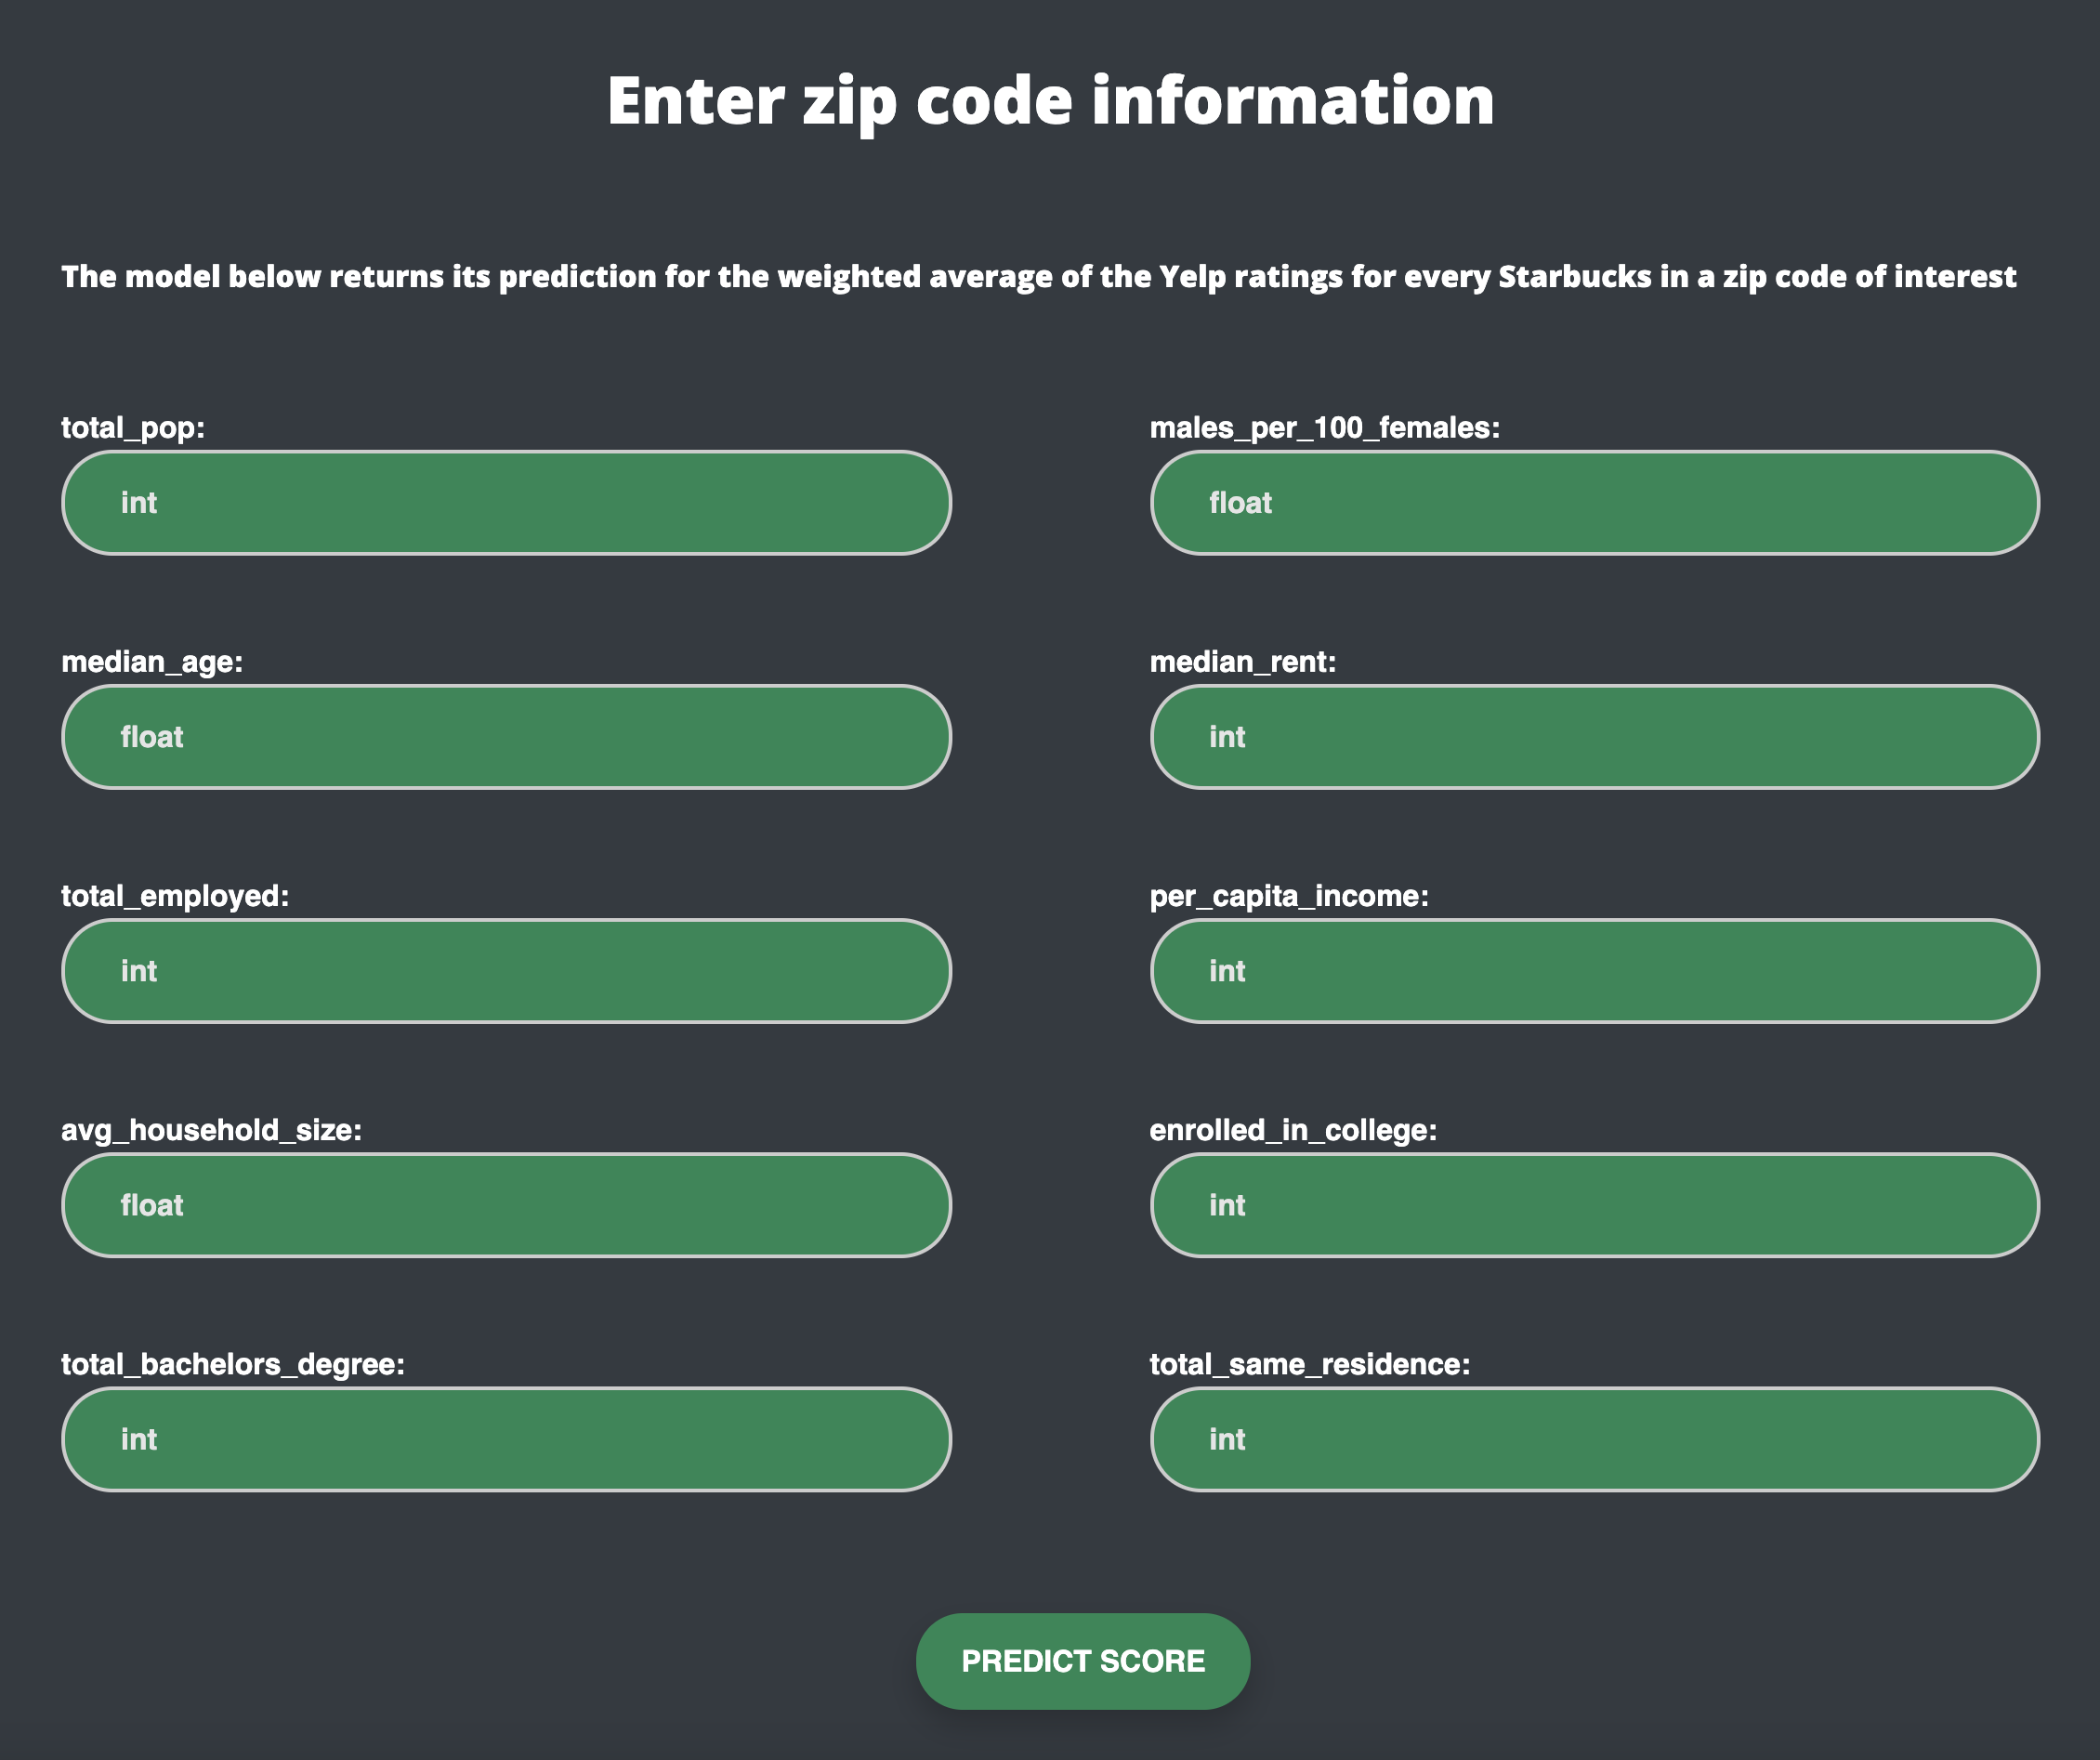 Enter zip code information
The model below returns its prediction for the weighted average of the Yelp ratings for every Starbucks in a zip code of interest
total_pop:
males_per_100_females:
int
float
median_age:
median_rent:
float
int
total_employed:
per_capita_income:
int
int
avg_household_size:
enrolled_in_college:
float
int
total_bachelors_degree:
total_same_residence:
int
int
PREDICT SCORE